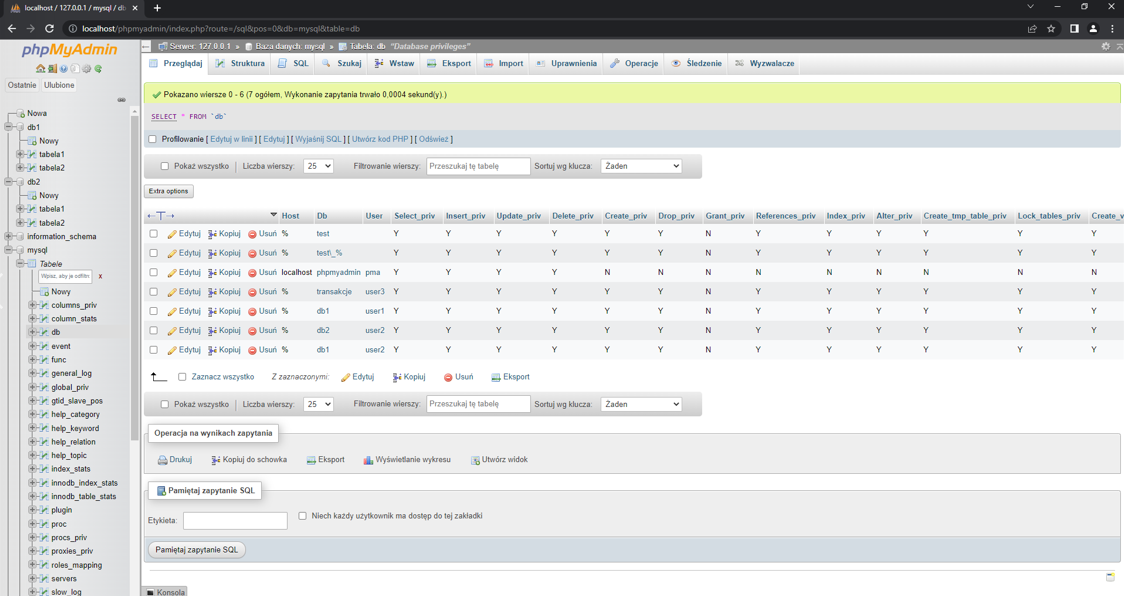 localhost / 127.0.0.1 / mysql / db
localhost/phpmyadmin/index.php?route=/sql&pos=0&db=mysql&table=db
phpMyAdmin
Ostatnie Ulubione
Nowa
db1
Nowy
tabela1
tabela2
db2
Nowy
tabela1
tabela2
information_schema
mysql
Tabele
Wpisz, aby je odfiltr X
Nowy
columns_priv
column_stats
db
event
func
general_log
global_priv
gtid_slave_pos
help_category
help_keyword
help_relation
help_topic
index_stats
innodb_index_stats
innodb_table_stats
plugin
proc
procs_priv
proxies_priv
roles_mapping
servers
slow_log
Serwer: 127.0.0.1 » Baza danych: mysql » Tabela: db "Database privileges"
Przeglądaj Struktura SQL Szukaj Wstaw Eksport Import Uprawnienia Operacje Śledzenie Wyzwalacze
Pokazano wiersze 0 - 6 (7 ogółem, Wykonanie zapytania trwało 0,0004 sekund(y).)
SELECT * FROM `db`
Profilowanie [ Edytuj w linii ] [ Edytuj ] [ Wyjaśnij SQL ] [ Utwórz kod PHP ] [ Odśwież ]
Pokaż wszystko Liczba wierszy: 25 Filtrowanie wierszy: Przeszukaj tę tabelę Sortuj wg klucza: Żaden
Extra options
←T→ Host Db User Select_priv Insert_priv Update_priv Delete_priv Create_priv Drop_priv Grant_priv References_priv Index_priv Alter_priv Create_tmp_table_priv Lock_tables_priv Create_v
Edytuj Kopiuj Usuń % test Y Y Y Y Y Y N Y Y Y Y Y Y
Edytuj Kopiuj Usuń % test\_% Y Y Y Y Y Y N Y Y Y Y Y Y
Edytuj Kopiuj Usuń localhost phpmyadmin pma Y Y Y Y N N N N N N N N N
Edytuj Kopiuj Usuń % transakcje user3 Y Y Y Y Y Y N Y Y Y Y Y Y
Edytuj Kopiuj Usuń % db1 user1 Y Y Y Y Y Y N Y Y Y Y Y Y
Edytuj Kopiuj Usuń % db2 user2 Y Y Y Y Y Y N Y Y Y Y Y Y
Edytuj Kopiuj Usuń % db1 user2 Y Y Y Y Y Y N Y Y Y Y Y Y
Zaznacz wszystko Z zaznaczonymi: Edytuj Kopiuj Usuń Eksport
Pokaż wszystko Liczba wierszy: 25 Filtrowanie wierszy: Przeszukaj tę tabelę Sortuj wg klucza: Żaden
Operacja na wynikach zapytania
Drukuj Kopiuj do schowka Eksport Wyświetlanie wykresu Utwórz widok
Pamiętaj zapytanie SQL
Etykieta: Niech każdy użytkownik ma dostęp do tej zakładki
Pamiętaj zapytanie SQL
Konsola